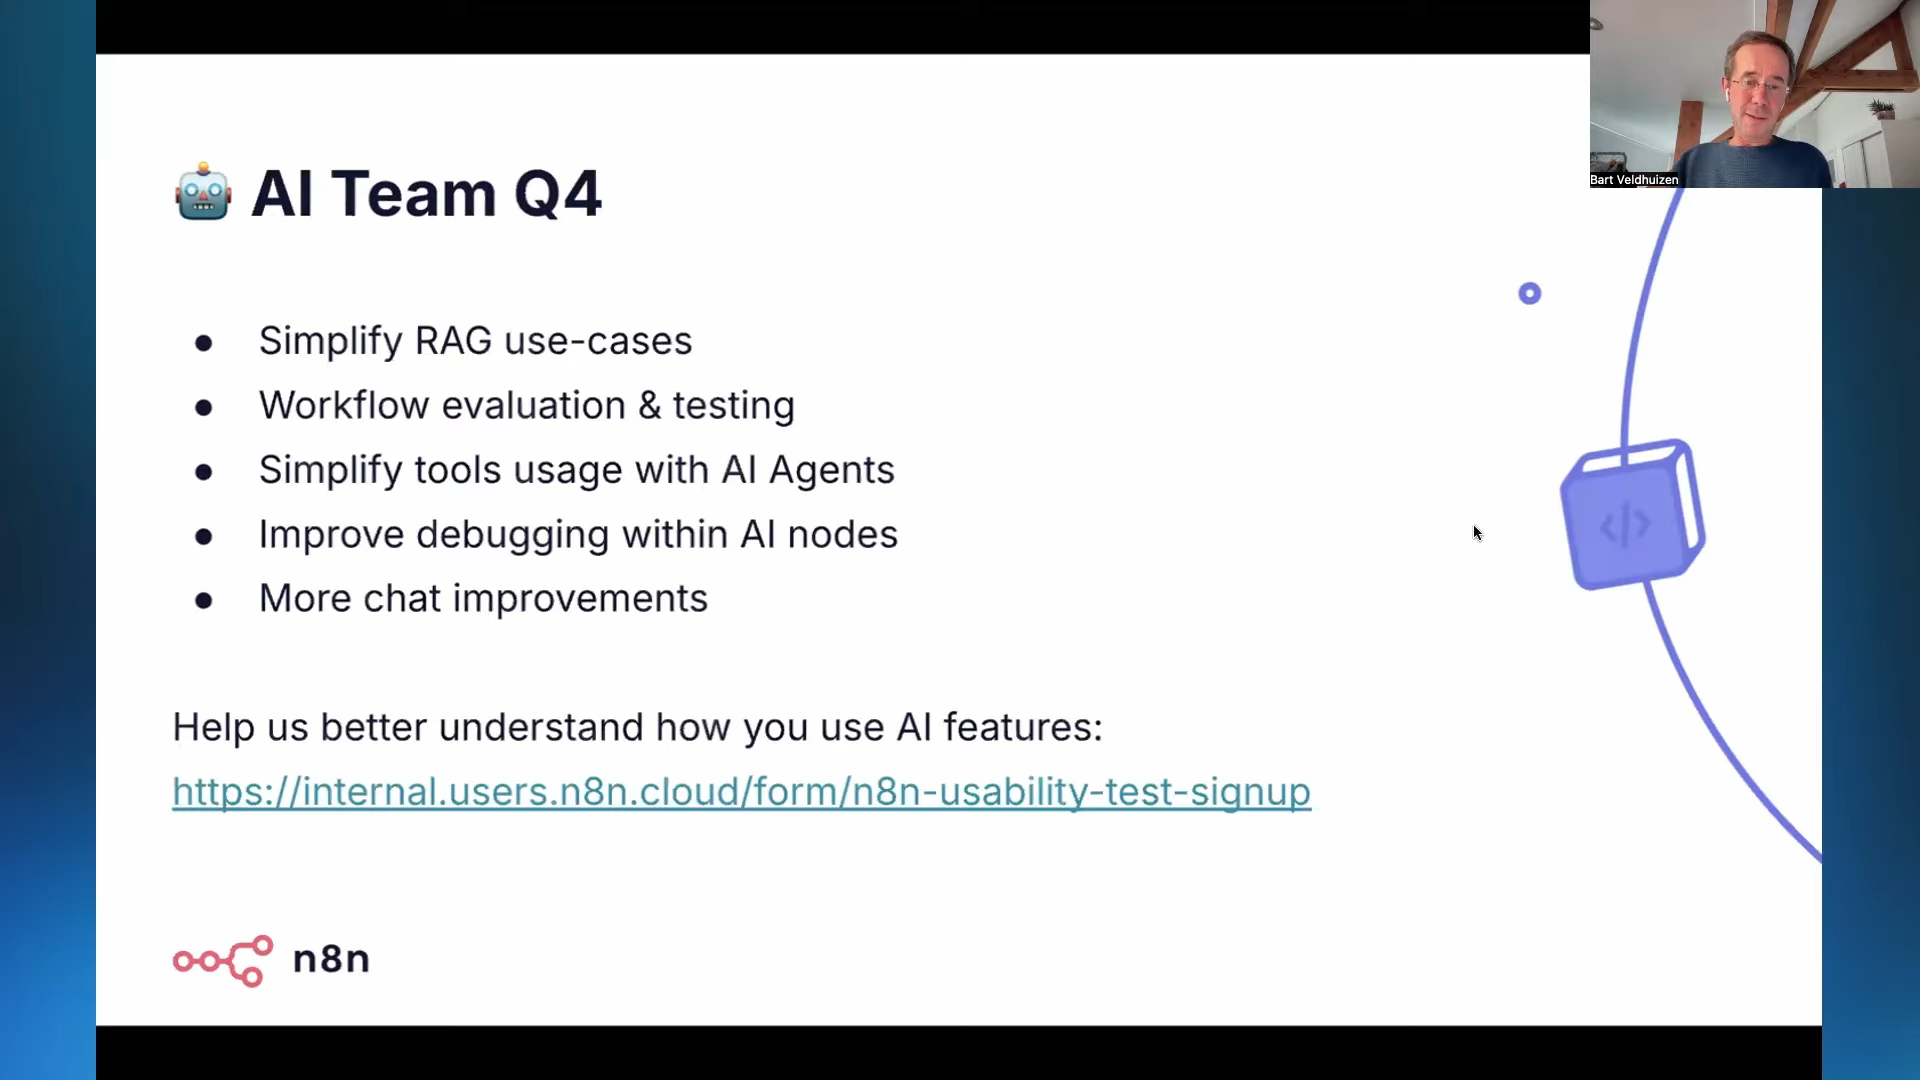 Bart Veldhuizen
🤖 AI Team Q4
● Simplify RAG use-cases
● Workflow evaluation & testing
● Simplify tools usage with AI Agents
● Improve debugging within AI nodes
● More chat improvements
Help us better understand how you use AI features:
https://internal.users.n8n.cloud/form/n8n-usability-test-signup
</>
n8n